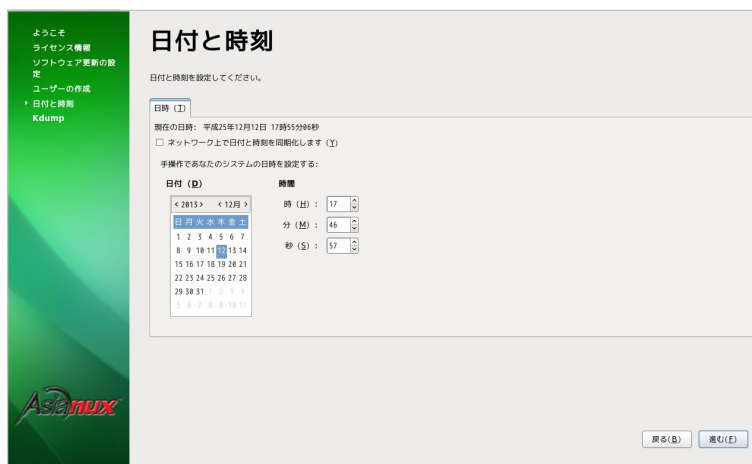 ようこそ
ライセンス情報
ソフトウェア更新の設
定
ユーザーの作成
日付と時刻
Kdump
Asianux
日付と時刻
日付と時刻を設定してください。
日時 (T)
現在の日時: 平成25年12月12日 17時55分06秒
ネットワーク上で日付と時刻を同期化します (Y)
手操作であなたのシステムの日時を設定する:
日付 (D)
< 2013 > < 12月 >
日 月 火 水 木 金 土
1 2 3 4 5 6 7
8 9 10 11 12 13 14
15 16 17 18 19 20 21
22 23 24 25 26 27 28
29 30 31 1 2 3 4
5 6 7 8 9 10 11
時間
時 (H) : 17
分 (M) : 46
秒 (S) : 57
戻る(B) 進む(F)